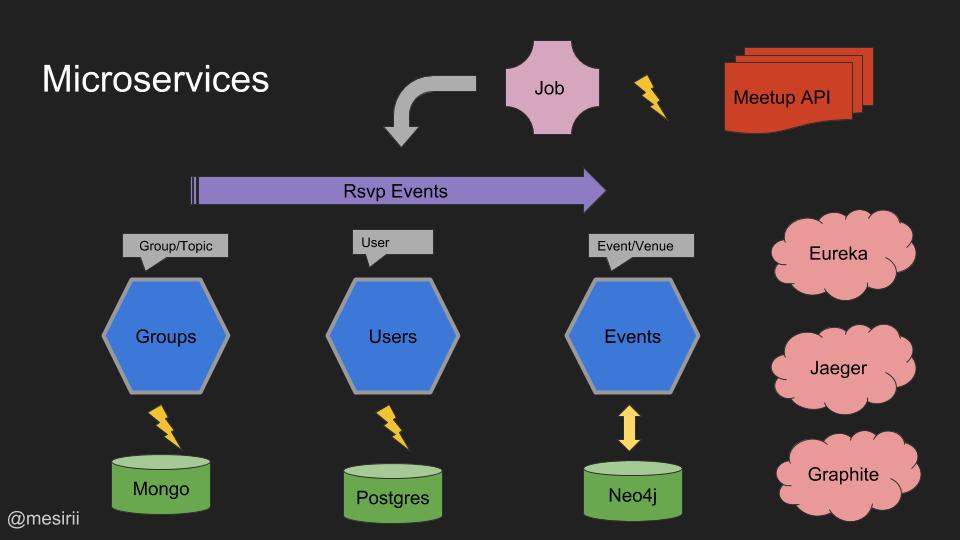 Microservices
Job
Meetup API
Rsvp Events
Group/Topic
User
Event/Venue
Eureka
Groups
Users
Events
Jaeger
Graphite
Mongo
Postgres
Neo4j
@mesirii